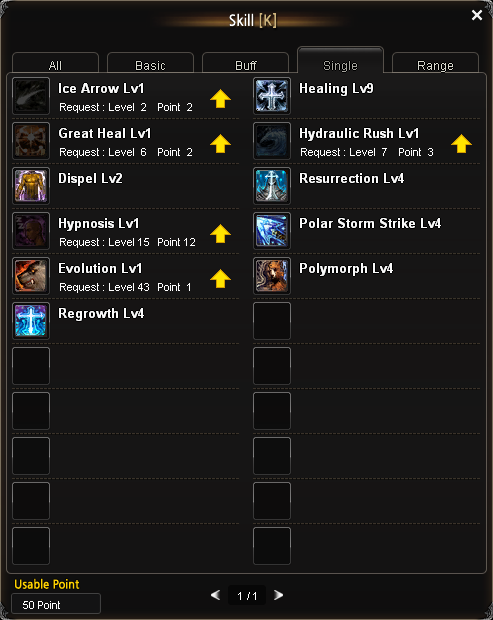 Skill [K]
All Basic Buff Single Range
Ice Arrow Lv1
Request : Level 2 Point 2
Healing Lv9
Great Heal Lv1
Request : Level 6 Point 2
Hydraulic Rush Lv1
Request : Level 7 Point 3
Dispel Lv2
Resurrection Lv4
Hypnosis Lv1
Request : Level 15 Point 12
Polar Storm Strike Lv4
Evolution Lv1
Request : Level 43 Point 1
Polymorph Lv4
Regrowth Lv4
Usable Point
50 Point
1 / 1